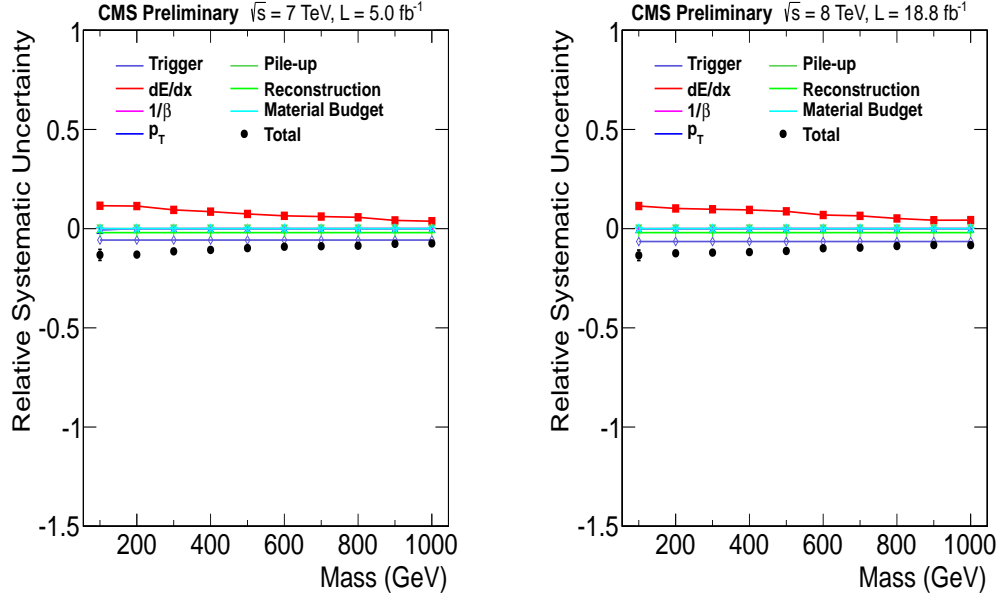 CMS Preliminary √s = 7 TeV, L = 5.0 fb⁻¹
Relative Systematic Uncertainty
1
0.5
0
-0.5
-1
-1.5
Trigger
dE/dx
1/β
p_T
Pile-up
Reconstruction
Material Budget
Total
200 400 600 800 1000
Mass (GeV)
CMS Preliminary √s = 8 TeV, L = 18.8 fb⁻¹
Relative Systematic Uncertainty
1
0.5
0
-0.5
-1
-1.5
Trigger
dE/dx
1/β
p_T
Pile-up
Reconstruction
Material Budget
Total
200 400 600 800 1000
Mass (GeV)